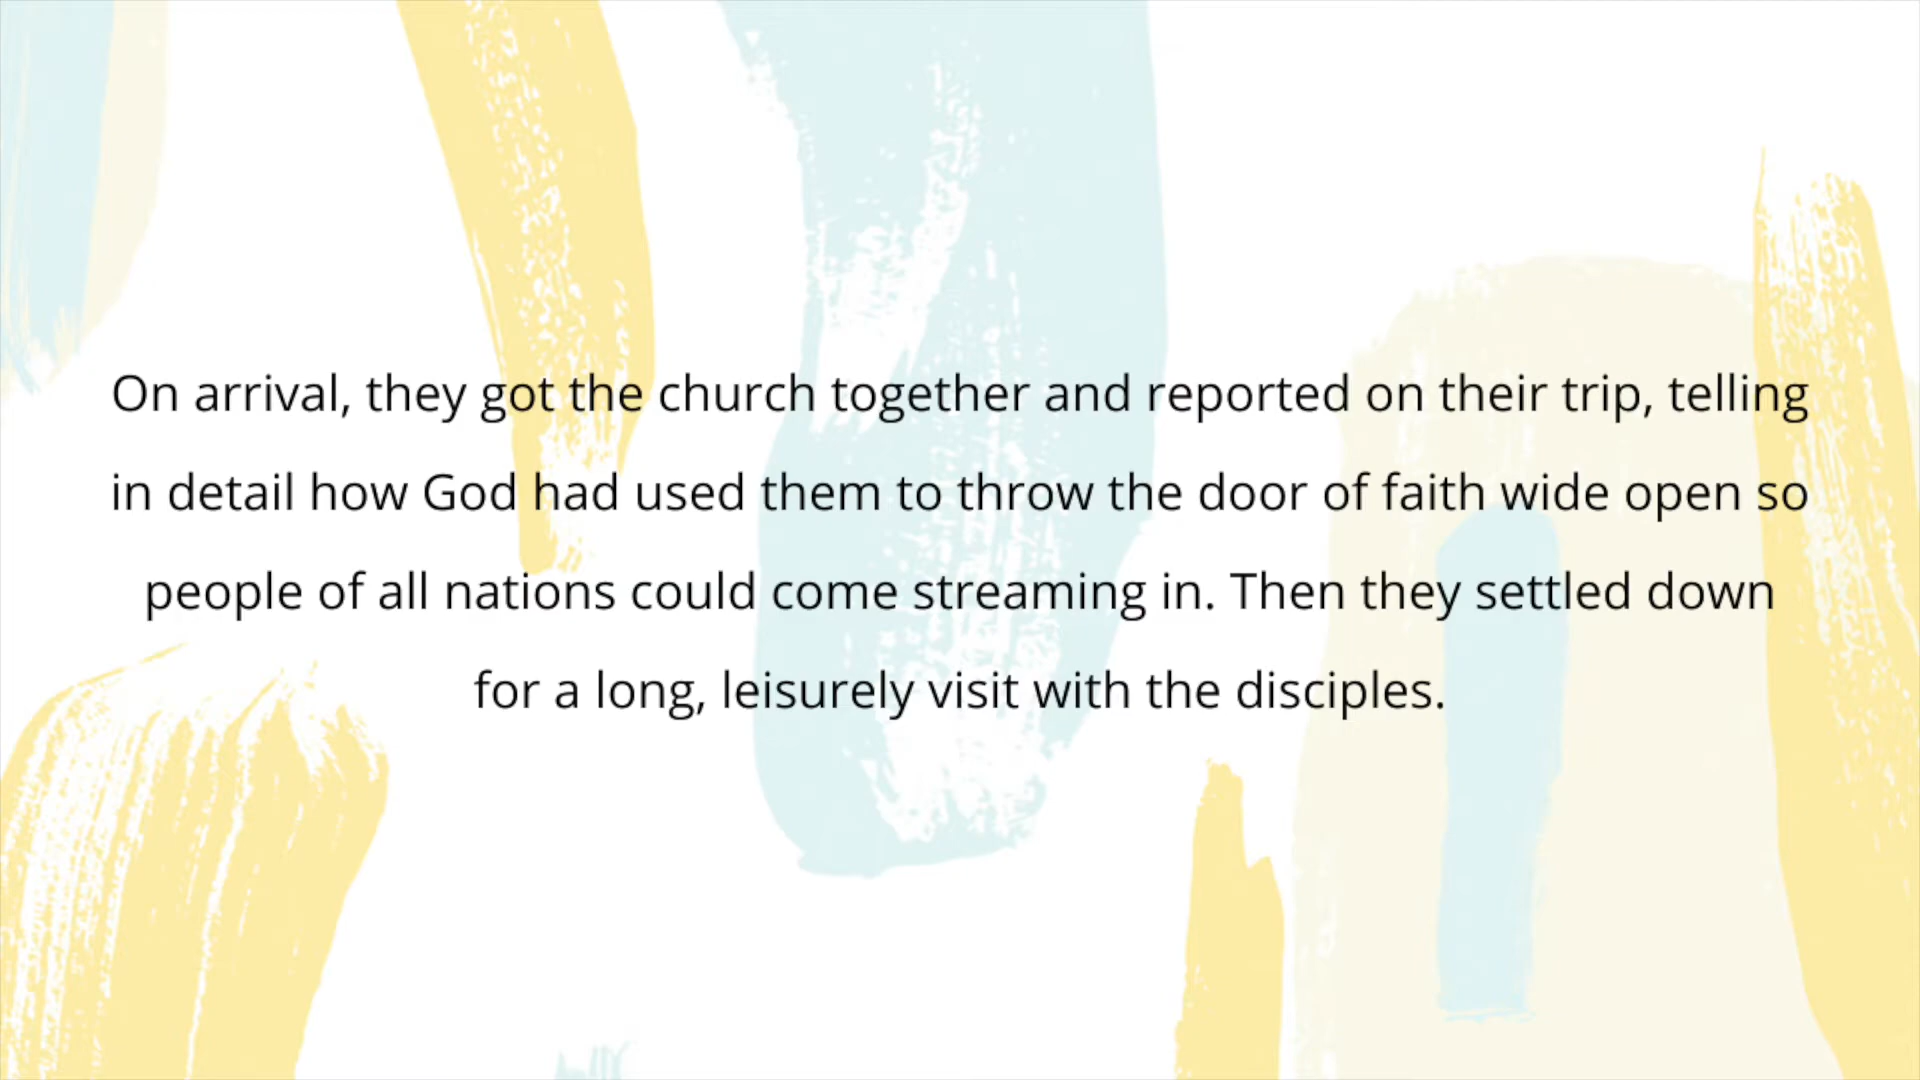 On arrival, they got the church together and reported on their trip, telling
in detail how God had used them to throw the door of faith wide open so
people of all nations could come streaming in. Then they settled down
for a long, leisurely visit with the disciples.